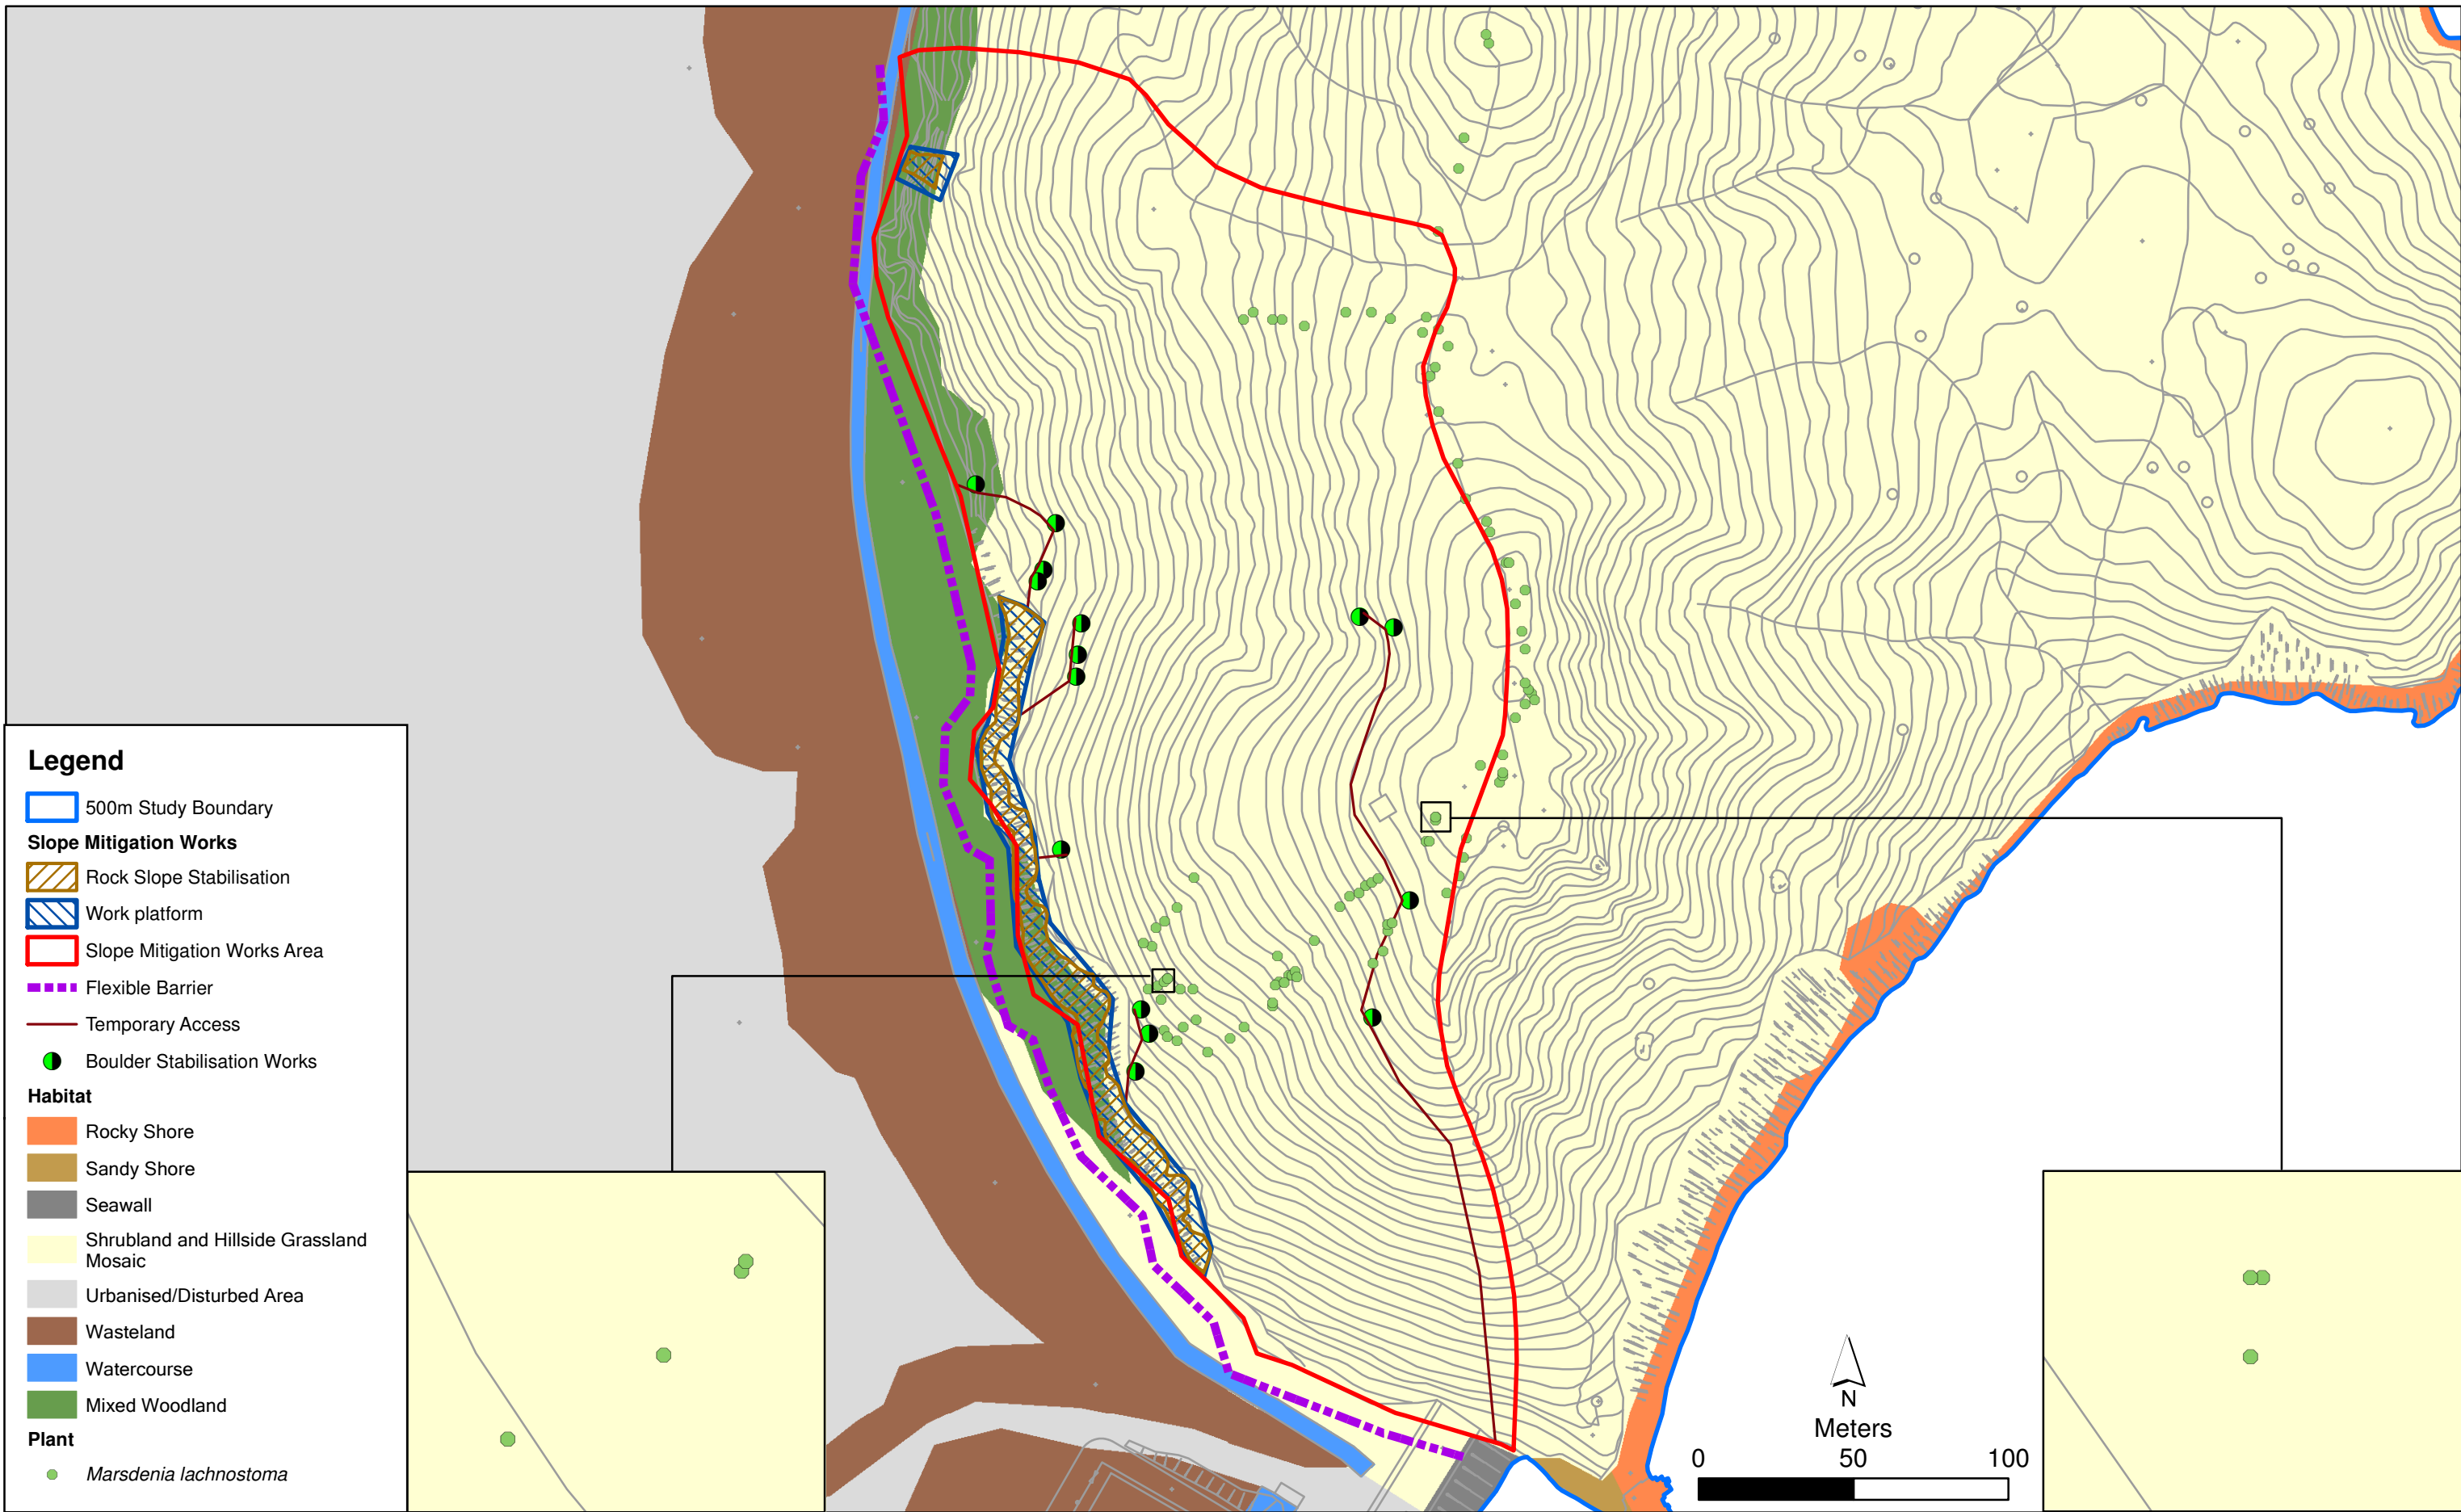 Legend
500m Study Boundary
Slope Mitigation Works
Rock Slope Stabilisation
Work platform
Slope Mitigation Works Area
Flexible Barrier
Temporary Access
Boulder Stabilisation Works
Habitat
Rocky Shore
Sandy Shore
Seawall
Shrubland and Hillside Grassland
Mosaic
Urbanised/Disturbed Area
Wasteland
Watercourse
Mixed Woodland
Plant
Marsdenia lachnostoma
N
Meters
0 50 100